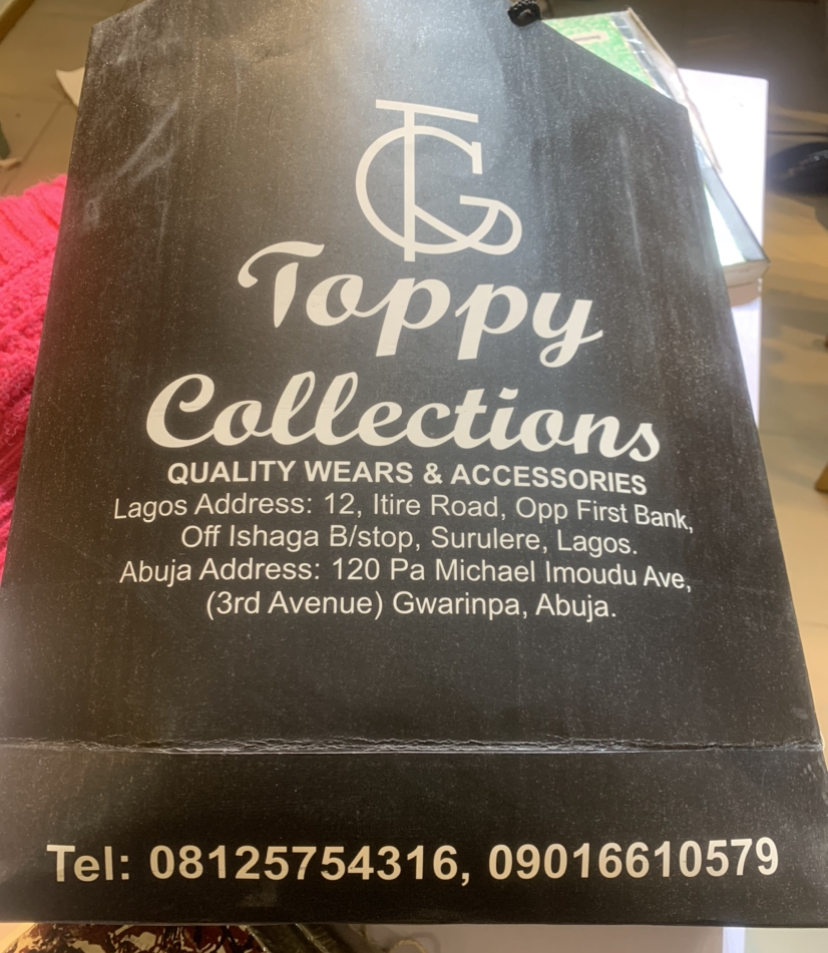 TG
Toppy
Collections
QUALITY WEARS & ACCESSORIES
Lagos Address: 12, Itire Road, Opp First Bank,
Off Ishaga B/stop, Surulere, Lagos.
Abuja Address: 120 Pa Michael Imoudu Ave,
(3rd Avenue) Gwarinpa, Abuja.
Tel: 08125754316, 09016610579